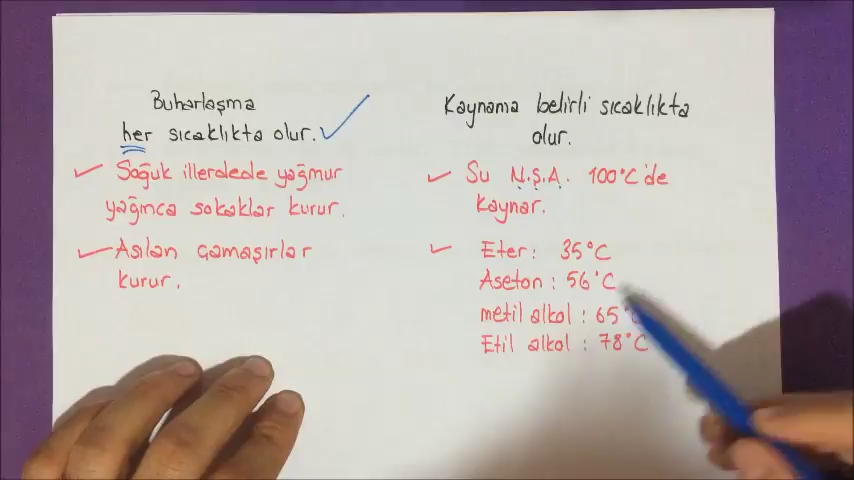 Buharlaşma
her sıcaklıkta olur.
Soğuk illerdede yağmur
yağınca sokaklar kurur.
Asılan çamaşırlar
kurur.
Kaynama belirli sıcaklıkta
olur.
Su N.Ş.A. 100°C'de
kaynar.
Eter: 35°C
Aseton: 56°C
metil alkol: 65°C
Etil alkol: 78°C